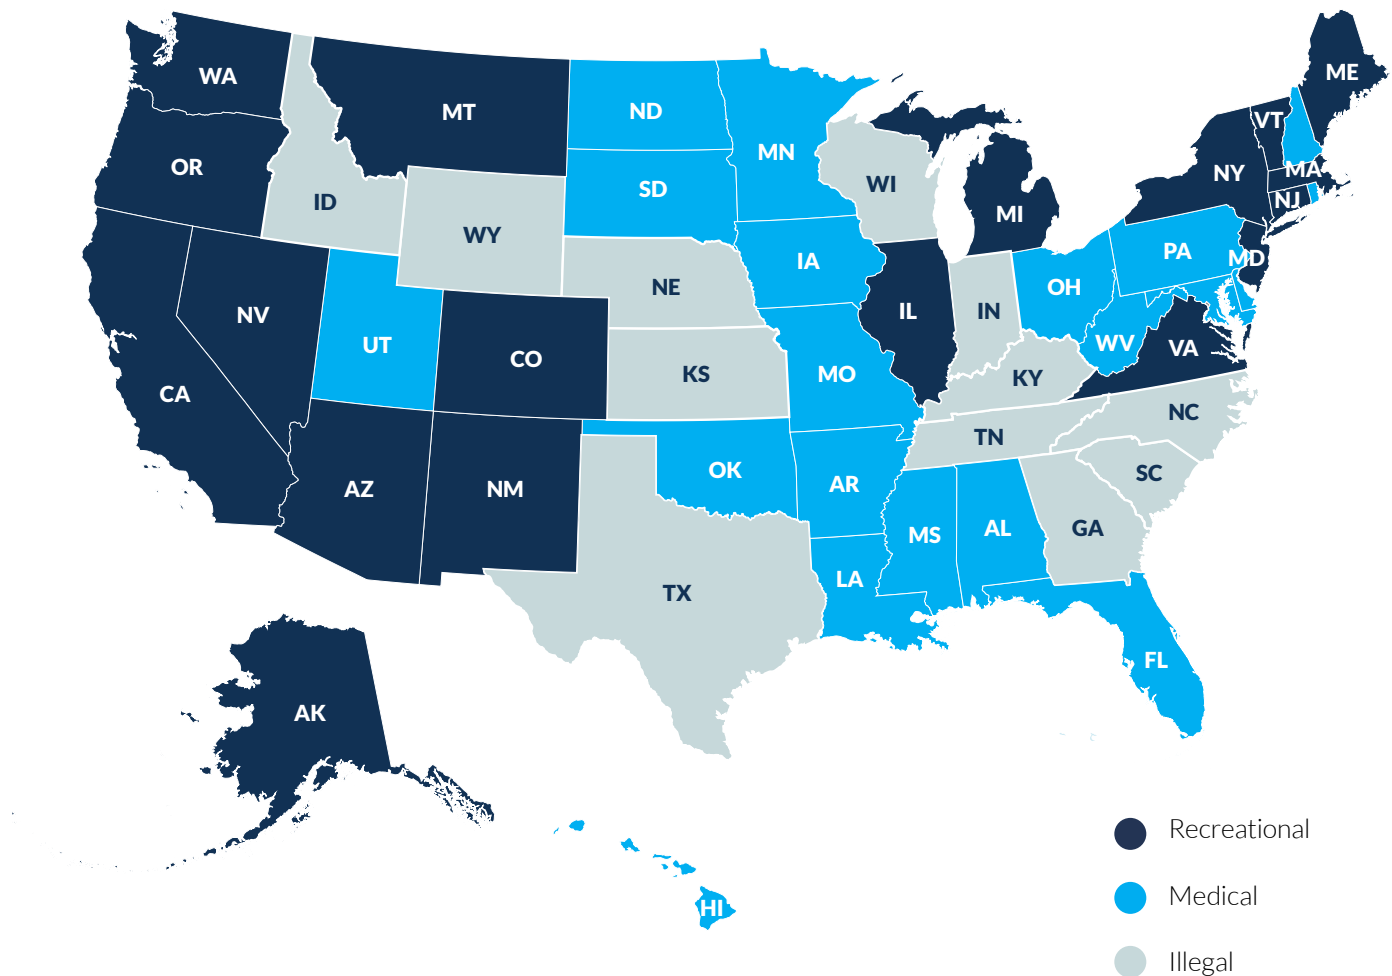 WA
MT
ND
MN
ME
VT
OR
ID
SD
WI
NY
MA
MI
NJ
WY
IA
PA
MD
NE
OH
NV
IL
IN
UT
CO
KS
MO
WV
VA
KY
CA
NC
TN
AZ
NM
OK
AR
SC
MS
AL
GA
LA
TX
FL
AK
HI
Recreational
Medical
Illegal